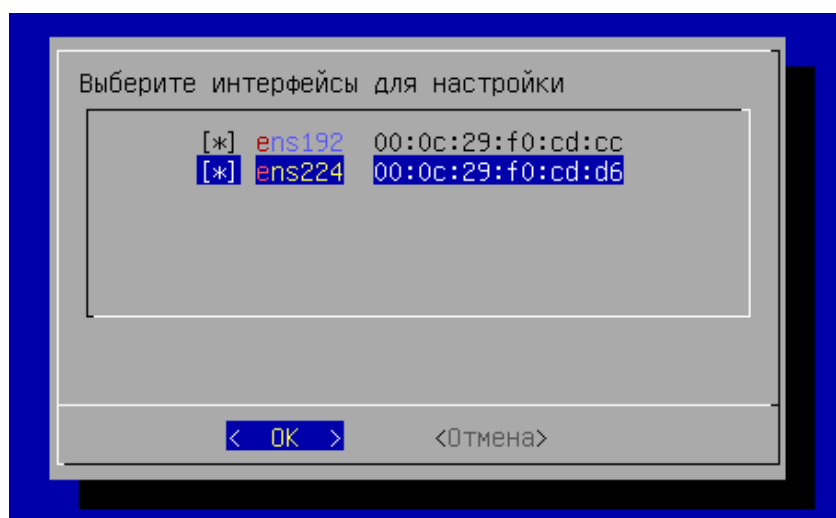 Выберите интерфейсы для настройки
[*] ens192 00:0c:29:f0:cd:cc
[*] ens224 00:0c:29:f0:cd:d6
< OK > <Отмена>